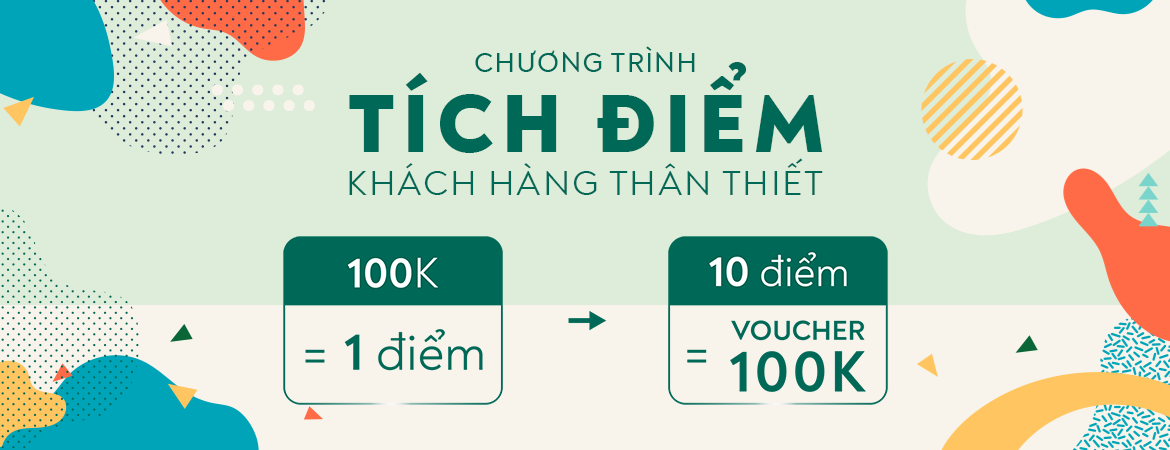 CHƯƠNG TRÌNH
TÍCH ĐIỂM
KHÁCH HÀNG THÂN THIẾT
100K
= 1 điểm
10 điểm
= VOUCHER
100K